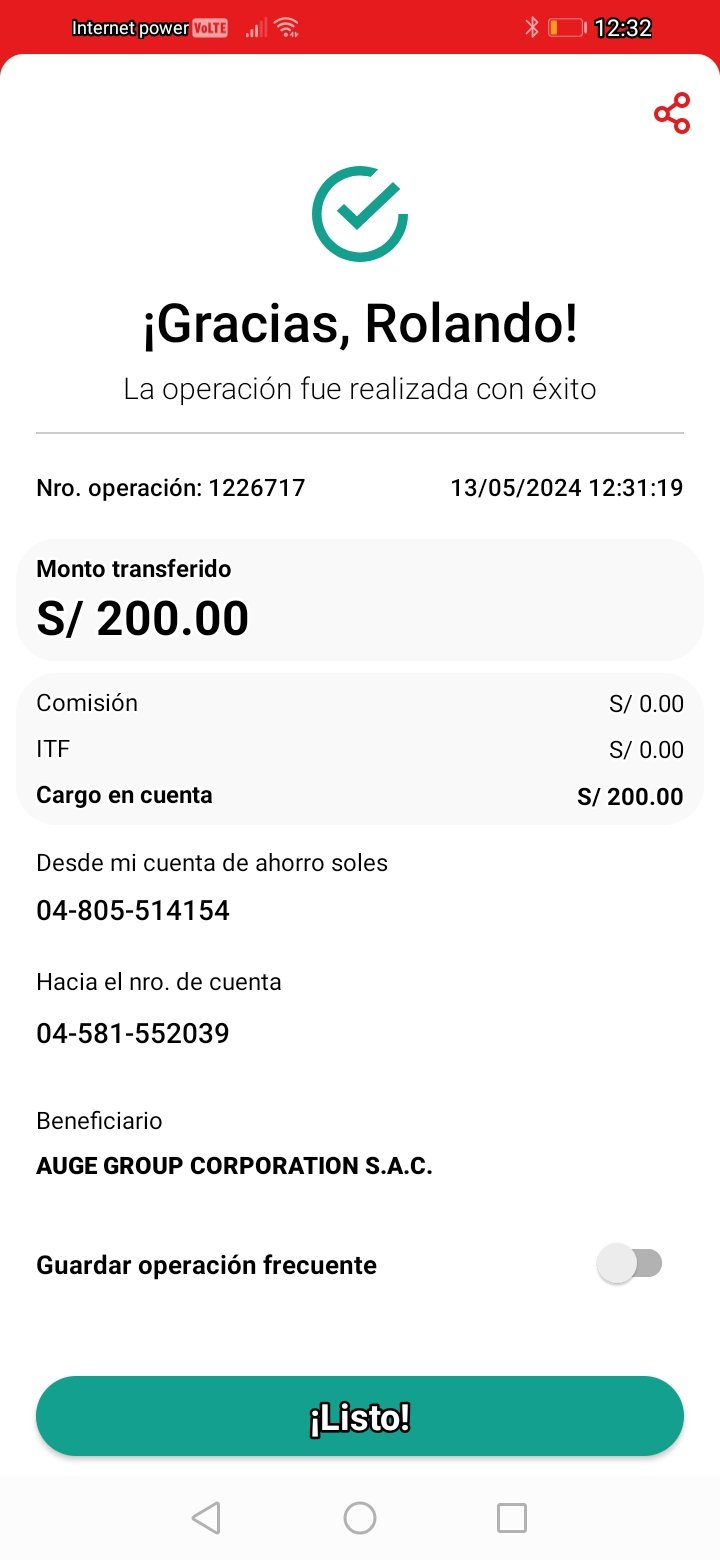 Internet power VoLTE 12:32
¡Gracias, Rolando!
La operación fue realizada con éxito
Nro. operación: 1226717 13/05/2024 12:31:19
Monto transferido
S/ 200.00
Comisión S/ 0.00
ITF S/ 0.00
Cargo en cuenta S/ 200.00
Desde mi cuenta de ahorro soles
04-805-514154
Hacia el nro. de cuenta
04-581-552039
Beneficiario
AUGE GROUP CORPORATION S.A.C.
Guardar operación frecuente
¡Listo!